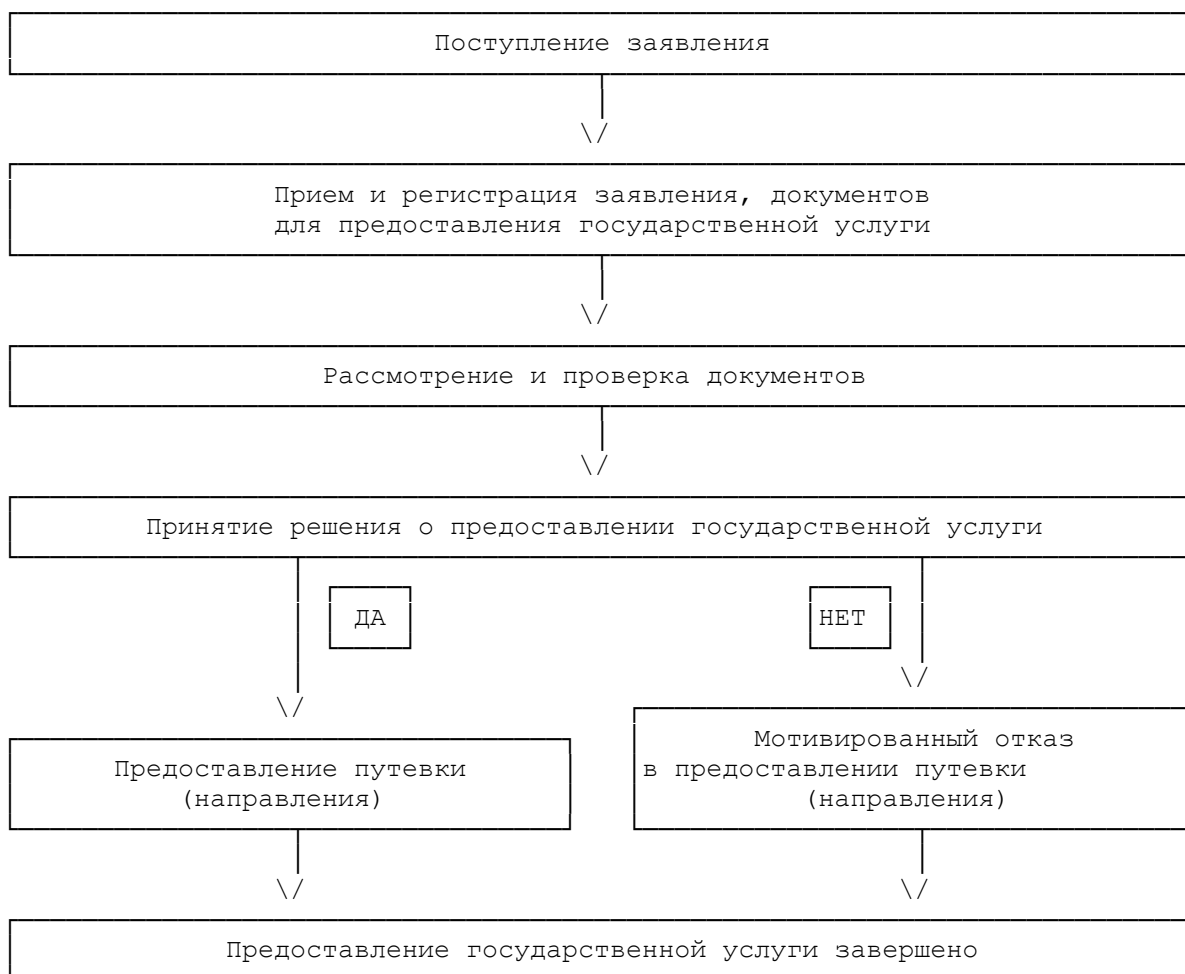 Поступление заявления
Прием и регистрация заявления, документов
для предоставления государственной услуги
Рассмотрение и проверка документов
Принятие решения о предоставлении государственной услуги
ДА
НЕТ
Предоставление путевки
(направления)
Мотивированный отказ
в предоставлении путевки
(направления)
Предоставление государственной услуги завершено